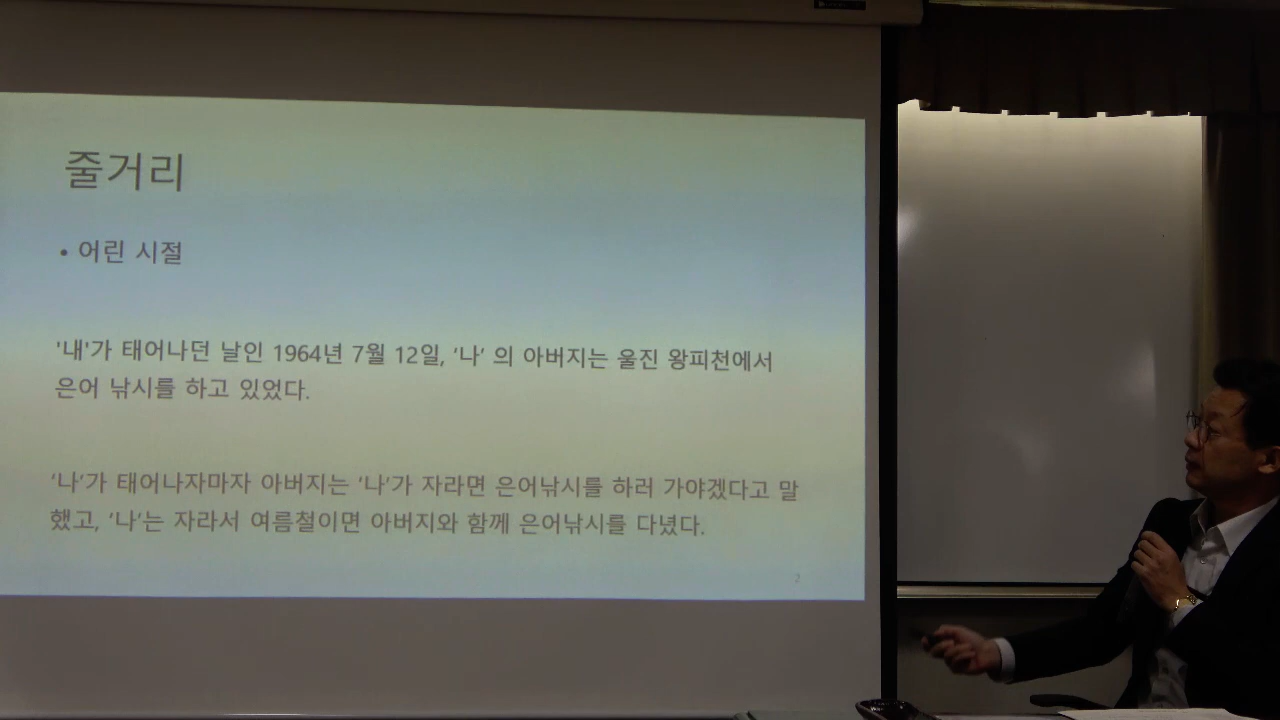 줄거리
• 어린 시절
'내'가 태어나던 날인 1964년 7월 12일, ‘나’ 의 아버지는 울진 왕피천에서
은어 낚시를 하고 있었다.
‘나’가 태어나자마자 아버지는 ‘나’가 자라면 은어낚시를 하러 가야겠다고 말
했고, ‘나’는 자라서 여름철이면 아버지와 함께 은어낚시를 다녔다.
2